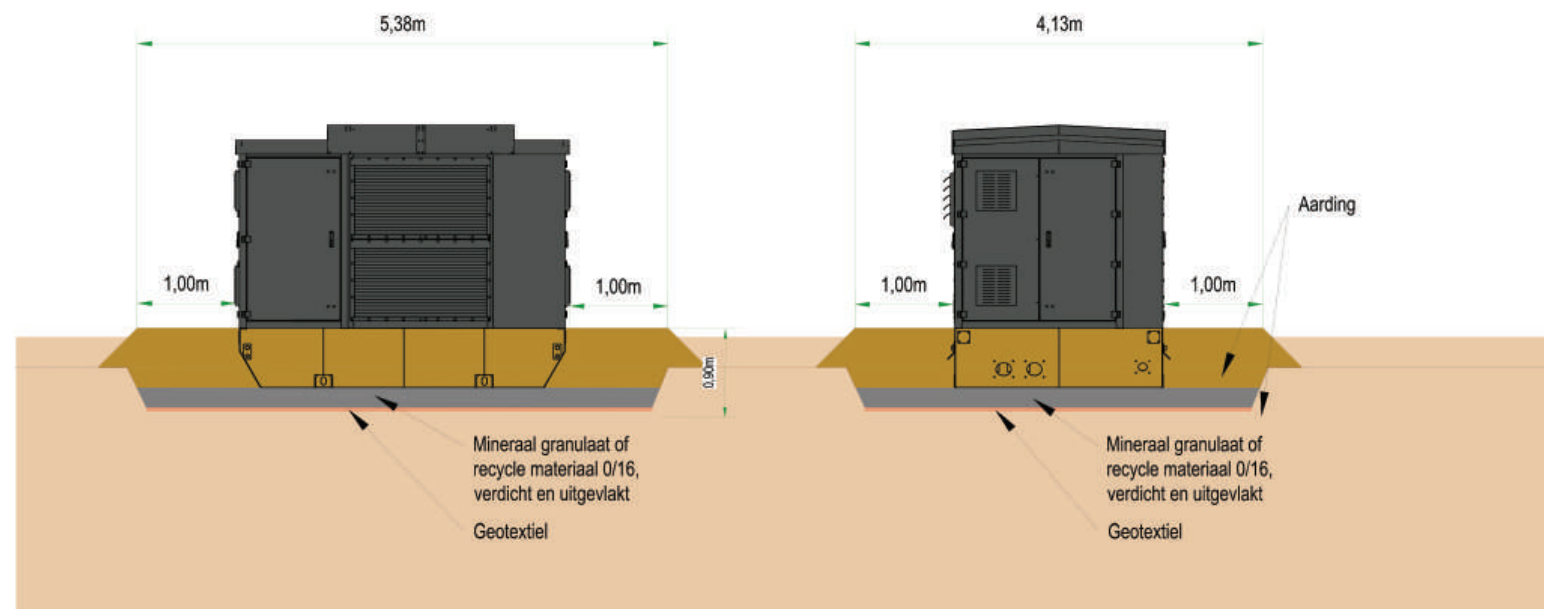 5,38m
4,13m
Aarding
1,00m
1,00m
1,00m
1,00m
0,90m
Mineraal granulaat of
recycle materiaal 0/16,
verdicht en uitgevlakt
Geotextiel
Mineraal granulaat of
recycle materiaal 0/16,
verdicht en uitgevlakt
Geotextiel